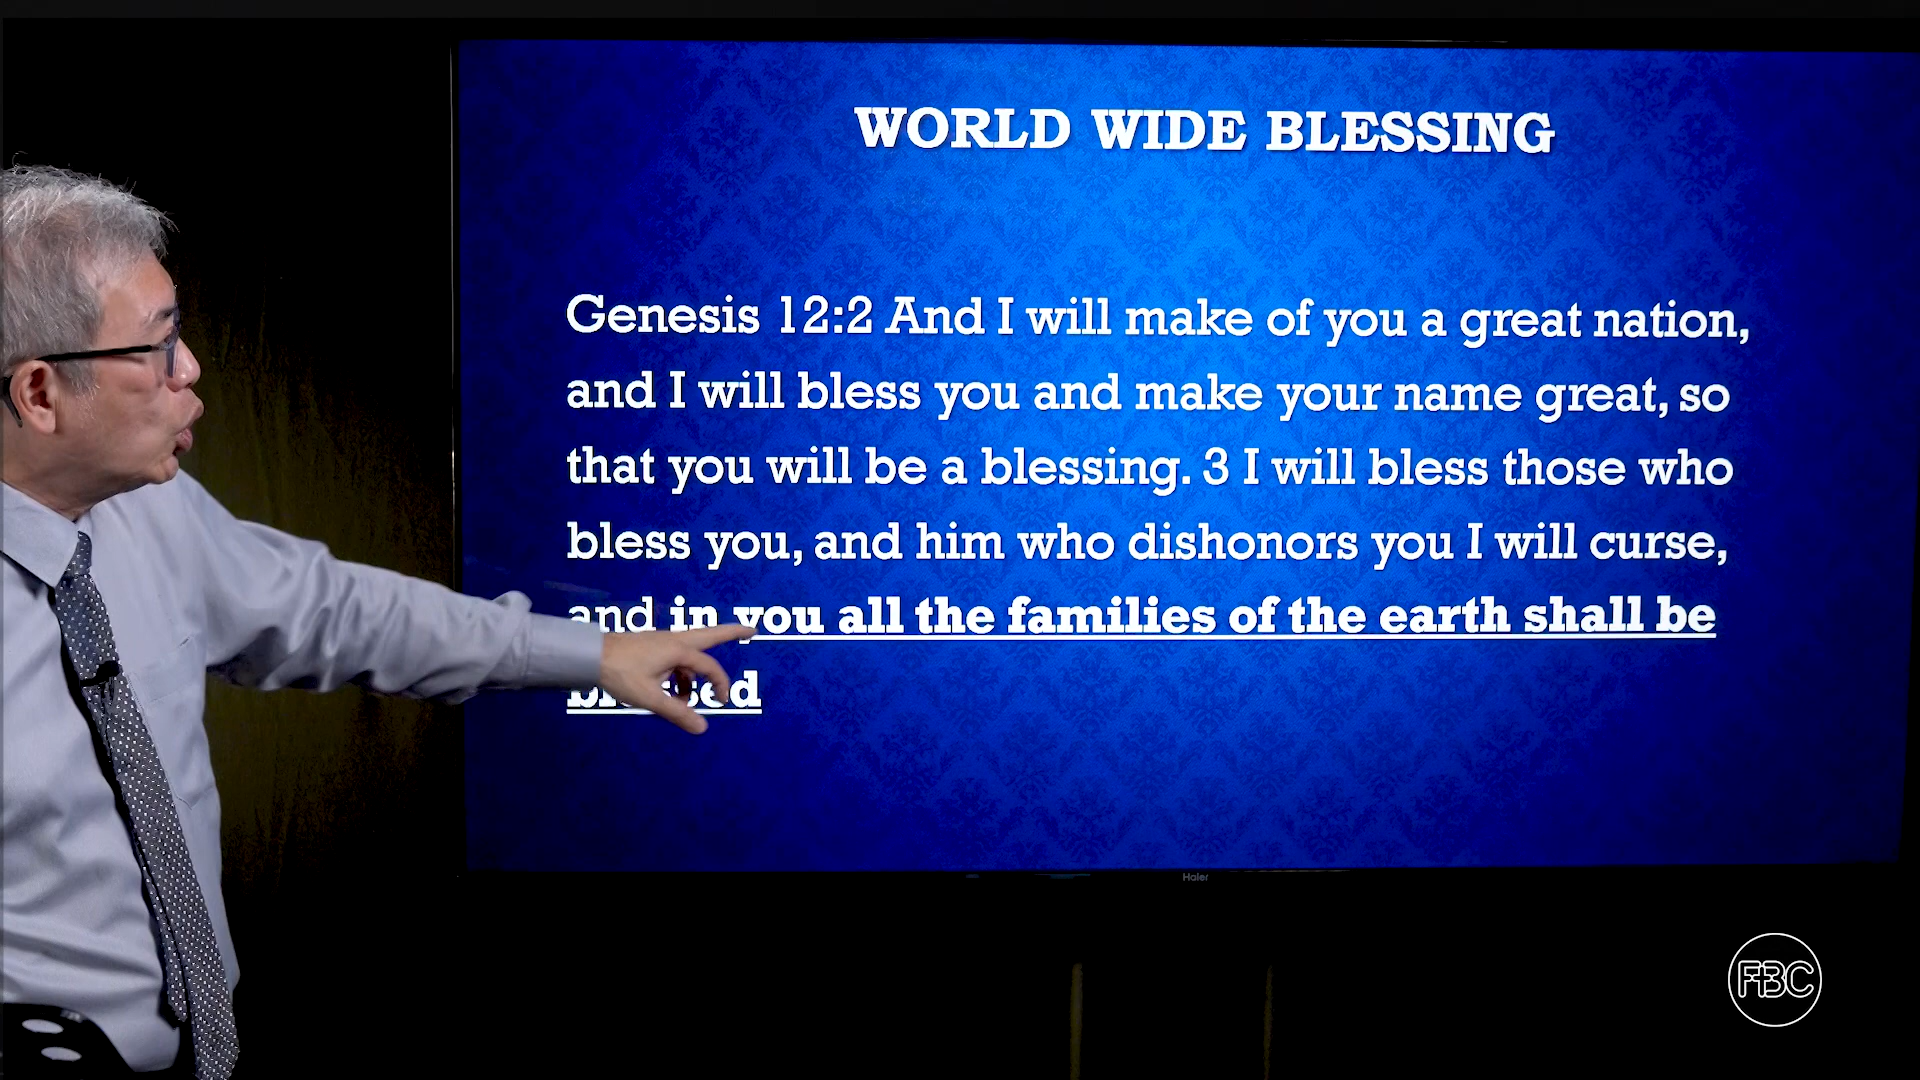 WORLD WIDE BLESSING
Genesis 12:2 And I will make of you a great nation,
and I will bless you and make your name great, so
that you will be a blessing. 3 I will bless those who
bless you, and him who dishonors you I will curse,
and in you all the families of the earth shall be
blessed
Haier
FBC